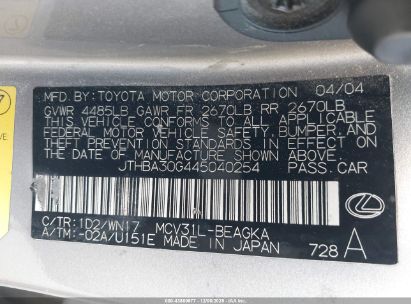 MFD. BY: TOYOTA MOTOR CORPORATION 04/04
GVWR 4485LB GAWR FR 2670LB RR 2670LB
THIS VEHICLE CONFORMS TO ALL APPLICABLE
FEDERAL MOTOR VEHICLE SAFETY, BUMPER, AND
THEFT PREVENTION STANDARDS IN EFFECT ON
THE DATE OF MANUFACTURE SHOWN ABOVE.
JTHBA30G445040254 PASS. CAR
C/TR: 1D2/WN17 MCV31L-BEAGKA
A/TM: -02A/U151E MADE IN JAPAN 728 A